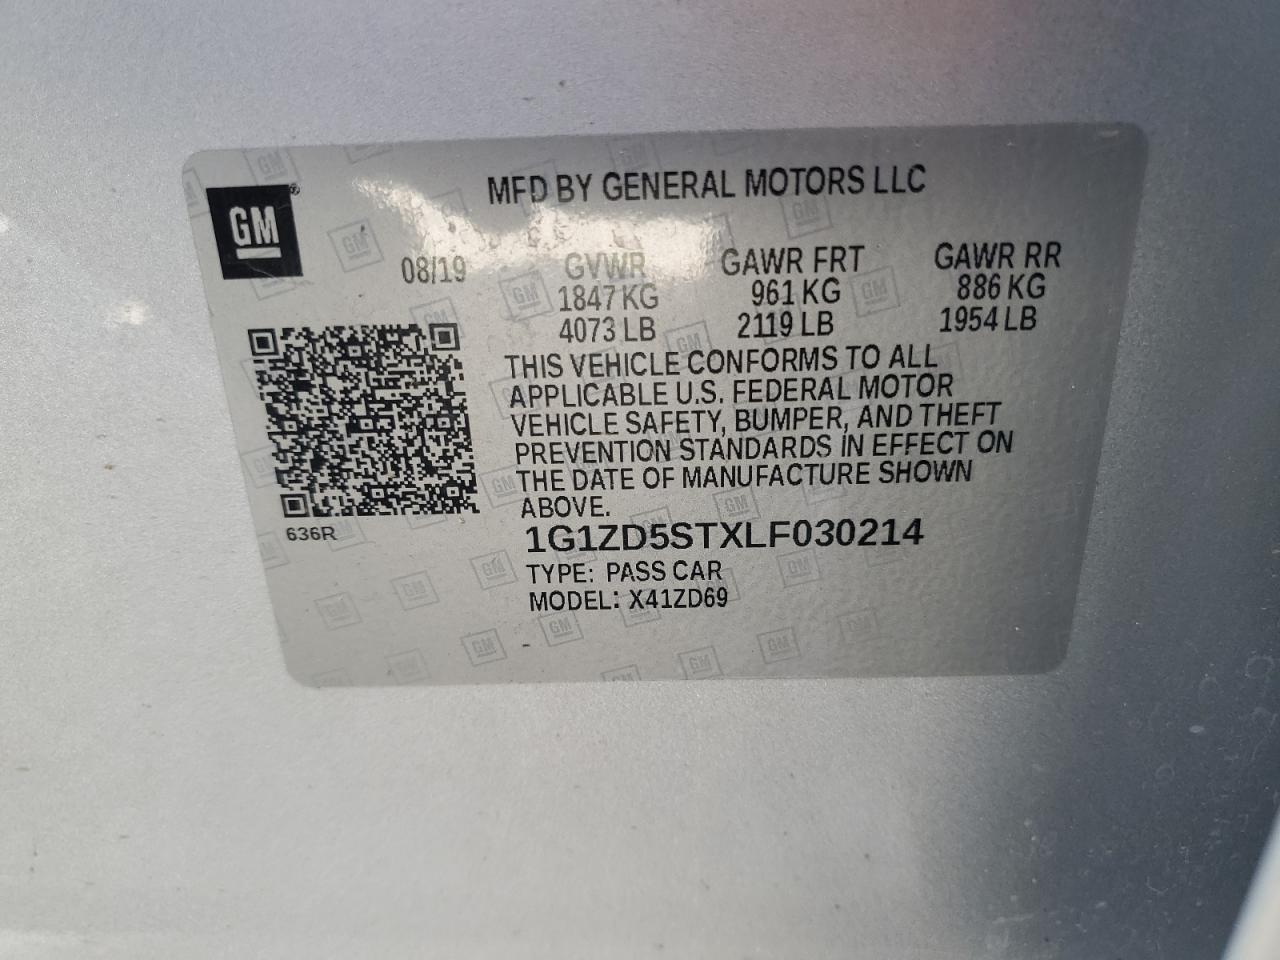 MFD BY GENERAL MOTORS LLC
GM®
08/19 GVWR GAWR FRT GAWR RR
1847 KG 961 KG 886 KG
4073 LB 2119 LB 1954 LB
THIS VEHICLE CONFORMS TO ALL
APPLICABLE U.S. FEDERAL MOTOR
VEHICLE SAFETY, BUMPER, AND THEFT
PREVENTION STANDARDS IN EFFECT ON
THE DATE OF MANUFACTURE SHOWN
ABOVE.
636R
1G1ZD5STXLF030214
TYPE: PASS CAR
MODEL: X41ZD69